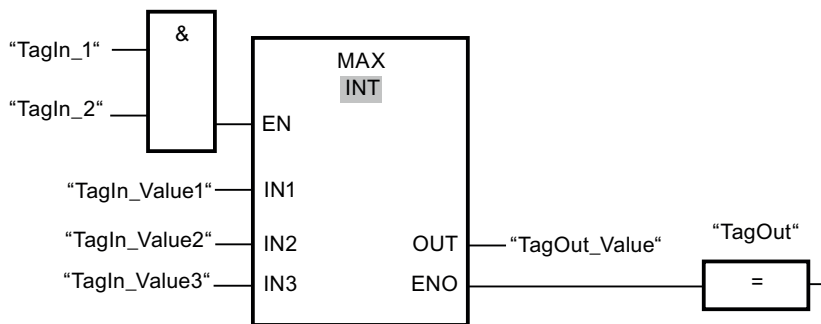 &
“TagIn_1“
“TagIn_2“
MAX
INT
EN
“TagIn_Value1“ IN1
“TagIn_Value2“ IN2 OUT “TagOut_Value“
“TagIn_Value3“ IN3 ENO
“TagOut“
=